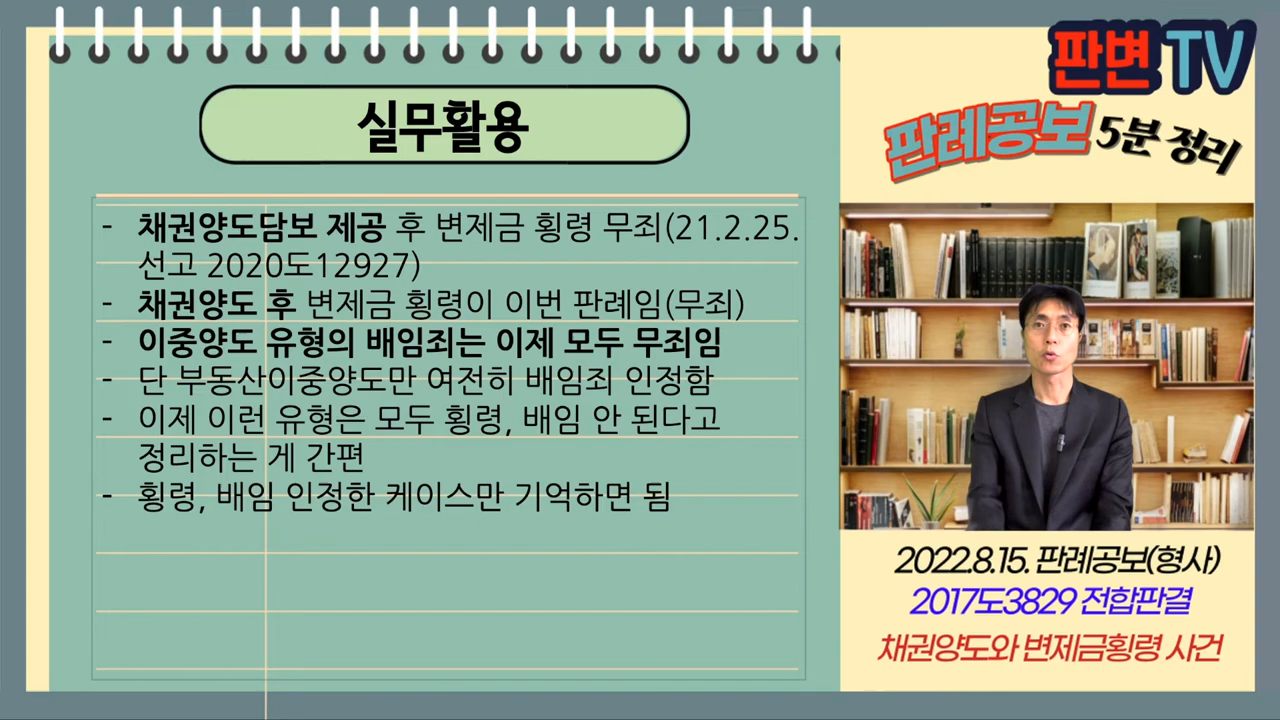 실무활용
- 채권양도담보 제공 후 변제금 횡령 무죄(21.2.25.
선고 2020도12927)
- 채권양도 후 변제금 횡령이 이번 판례임(무죄)
- 이중양도 유형의 배임죄는 이제 모두 무죄임
- 단 부동산이중양도만 여전히 배임죄 인정함
- 이제 이런 유형은 모두 횡령, 배임 안 된다고
정리하는 게 간편
- 횡령, 배임 인정한 케이스만 기억하면 됨
판변 TV
판례공보 5분 정리
2022.8.15. 판례공보(형사)
2017도3829 전합판결
채권양도와 변제금횡령 사건